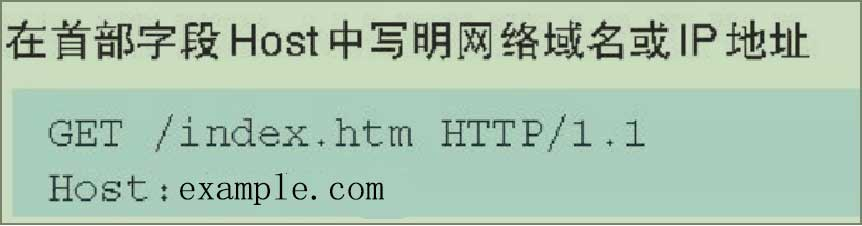 在首部字段Host中写明网络域名或IP地址
GET /index.htm HTTP/1.1
Host:example.com